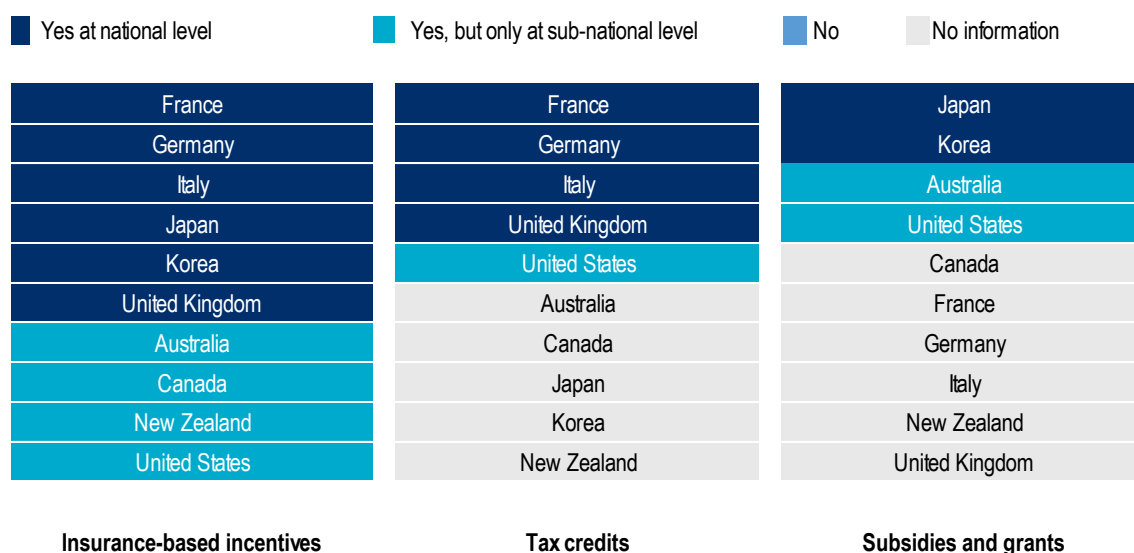 Yes at national level
Yes, but only at sub-national level
No
No information
France
Germany
Italy
Japan
Korea
United Kingdom
Australia
Canada
New Zealand
United States
Insurance-based incentives
France
Germany
Italy
United Kingdom
United States
Australia
Canada
Japan
Korea
New Zealand
Tax credits
Japan
Korea
Australia
United States
Canada
France
Germany
Italy
New Zealand
United Kingdom
Subsidies and grants